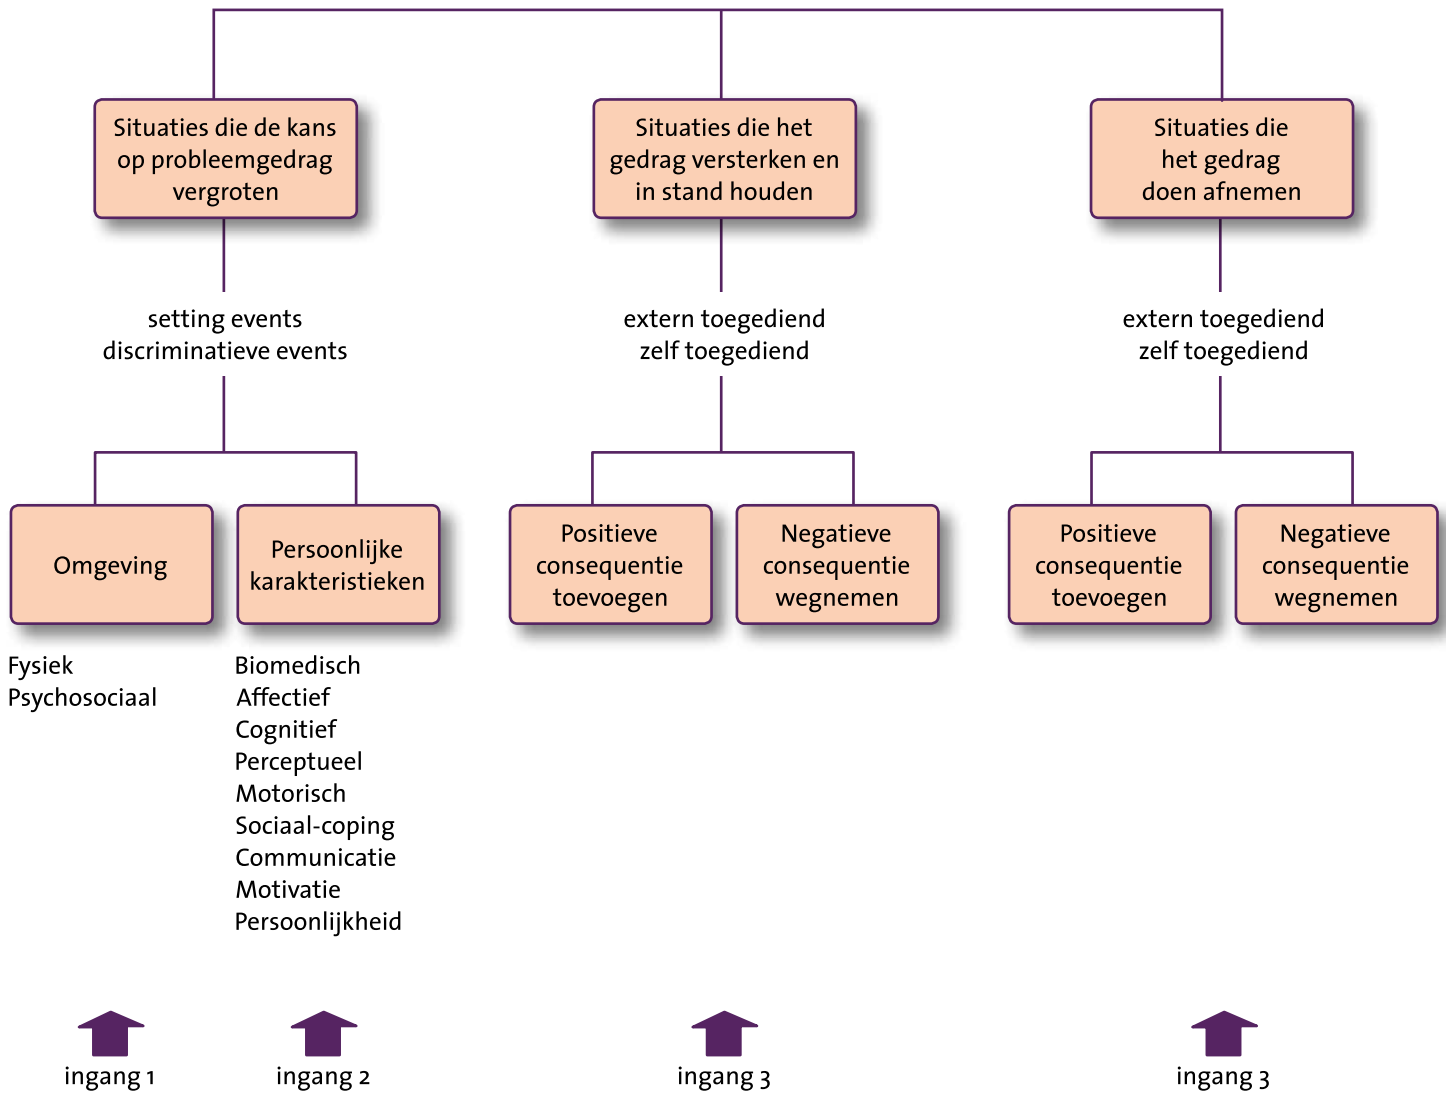 Situaties die de kans
op probleemgedrag
vergroten
Situaties die het
gedrag versterken en
in stand houden
Situaties die
het gedrag
doen afnemen
setting events
discriminatieve events
extern toegediend
zelf toegediend
extern toegediend
zelf toegediend
Omgeving
Persoonlijke
karakteristieken
Positieve
consequentie
toevoegen
Negatieve
consequentie
wegnemen
Positieve
consequentie
toevoegen
Negatieve
consequentie
wegnemen
Fysiek
Psychosociaal
Biomedisch
Affectief
Cognitief
Perceptueel
Motorisch
Sociaal-coping
Communicatie
Motivatie
Persoonlijkheid
ingang 1
ingang 2
ingang 3
ingang 3